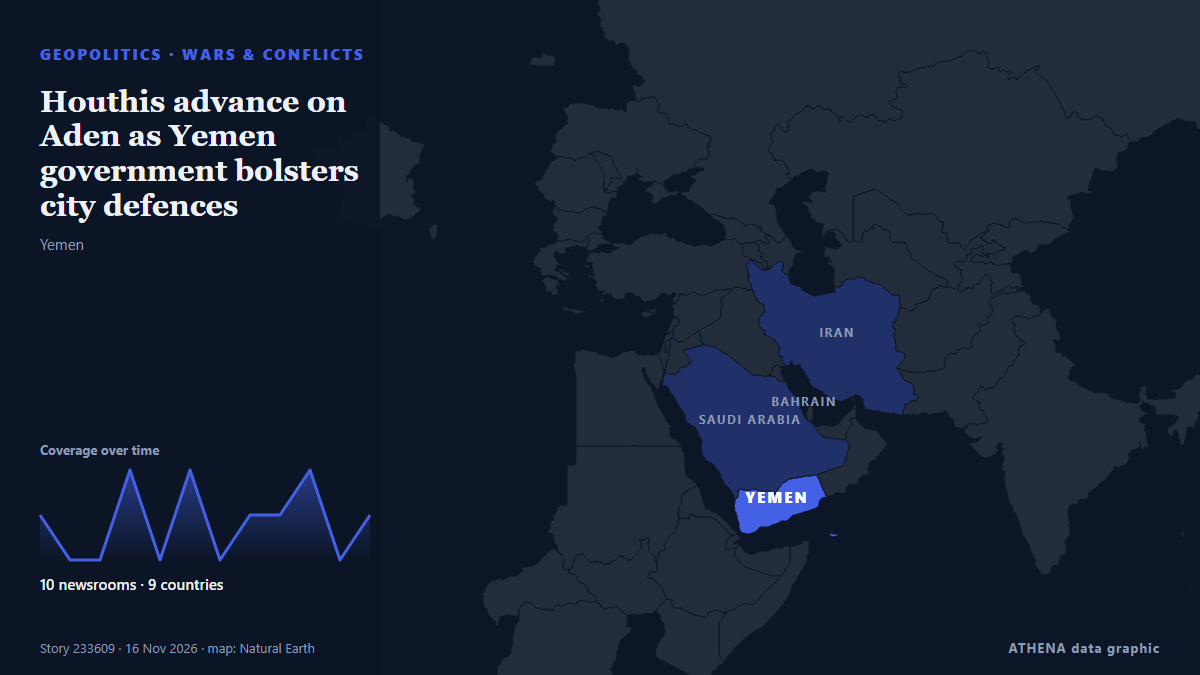 GEOPOLITICS · WARS & CONFLICTS
Houthis advance on
Aden as Yemen
government bolsters
city defences
Yemen
IRAN
BAHRAIN
SAUDI ARABIA
YEMEN
Coverage over time
10 newsrooms · 9 countries
Story 233609 · 16 Nov 2026 · map: Natural Earth
ATHENA data graphic